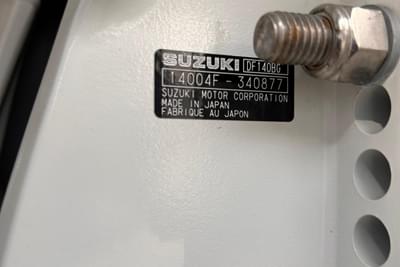 SUZUKI DF140BG
14004F-340877
SUZUKI MOTOR CORPORATION
MADE IN JAPAN
FABRIQUE AU JAPON